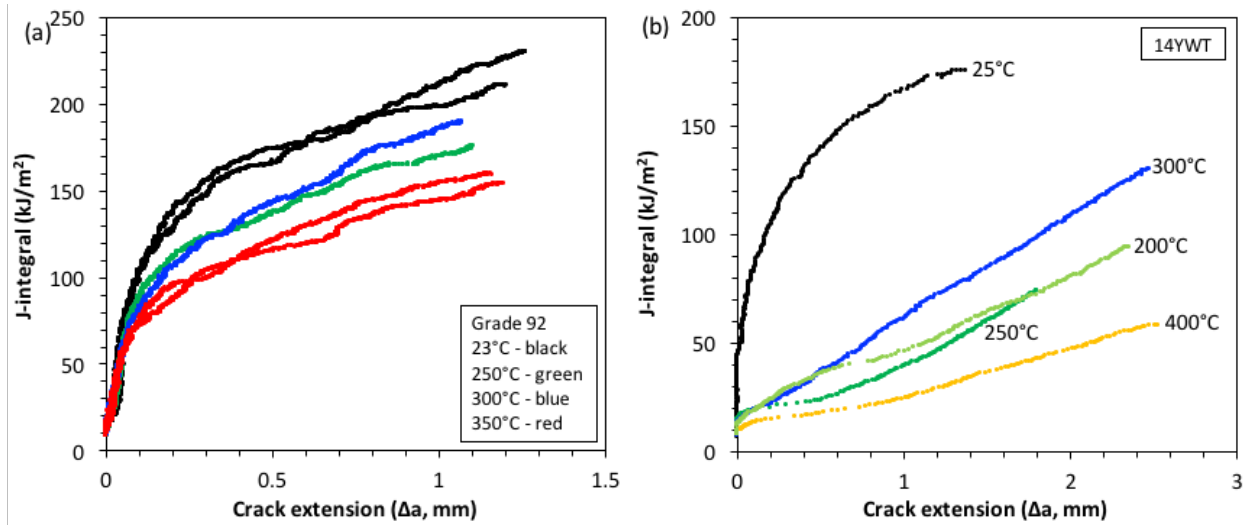 (a)
250
200
150
100
50
0
J-integral (kJ/m²)
0
0.5
1
1.5
Crack extension (Δa, mm)
Grade 92
23°C - black
250°C - green
300°C - blue
350°C - red
(b)
200
150
100
50
0
J-integral (kJ/m²)
0
1
2
3
Crack extension (Δa, mm)
14YWT
25°C
300°C
200°C
250°C
400°C